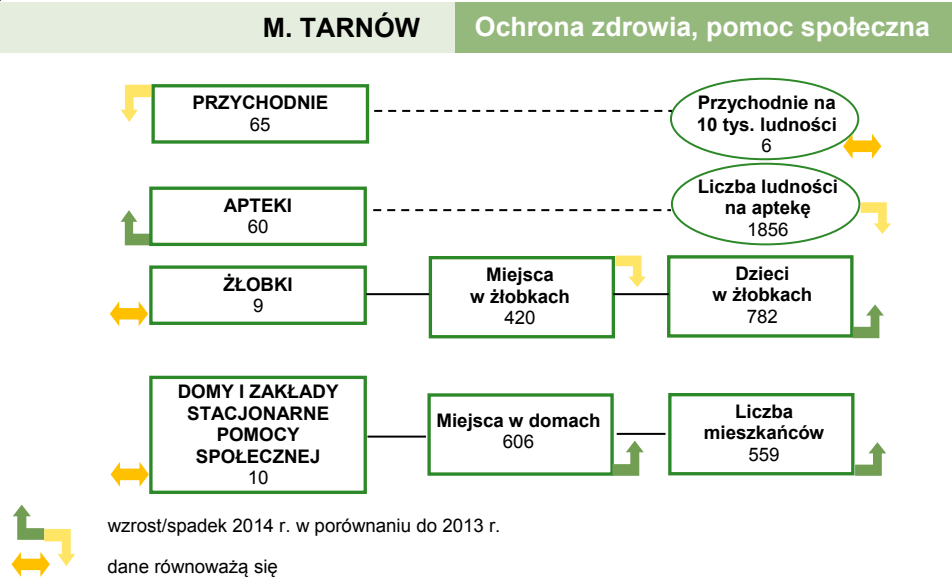 M. TARNÓW
Ochrona zdrowia, pomoc społeczna
PRZYCHODNIE
65
Przychodnie na
10 tys. ludności
6
APTEKI
60
Liczba ludności
na aptekę
1856
ŻŁOBKI
9
Miejsca
w żłobkach
420
Dzieci
w żłobkach
782
DOMY I ZAKŁADY
STACJONARNE
POMOCY
SPOŁECZNEJ
10
Miejsca w domach
606
Liczba
mieszkańców
559
wzrost/spadek 2014 r. w porównaniu do 2013 r.
dane równoważą się